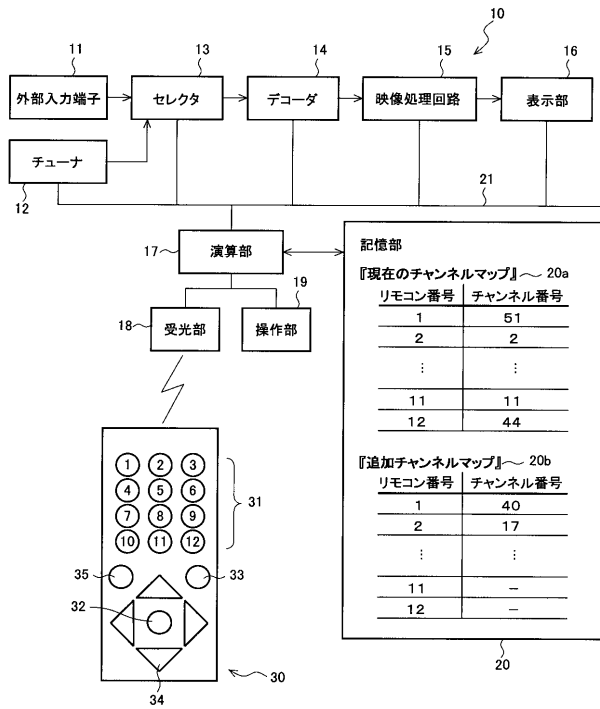 10
11
13
14
15
16
外部入力端子
セレクタ
デコーダ
映像処理回路
表示部
チューナ
12
21
17
演算部
19
18
受光部
操作部
記憶部
『現在のチャンネルマップ』 20a
リモコン番号 チャンネル番号
1 51
2 2
⋮ ⋮
11 11
12 44
『追加チャンネルマップ』 20b
リモコン番号 チャンネル番号
1 40
2 17
⋮ ⋮
11 −
12 −
20
1 2 3
4 5 6
7 8 9
10 11 12
31
35
33
32
34
30